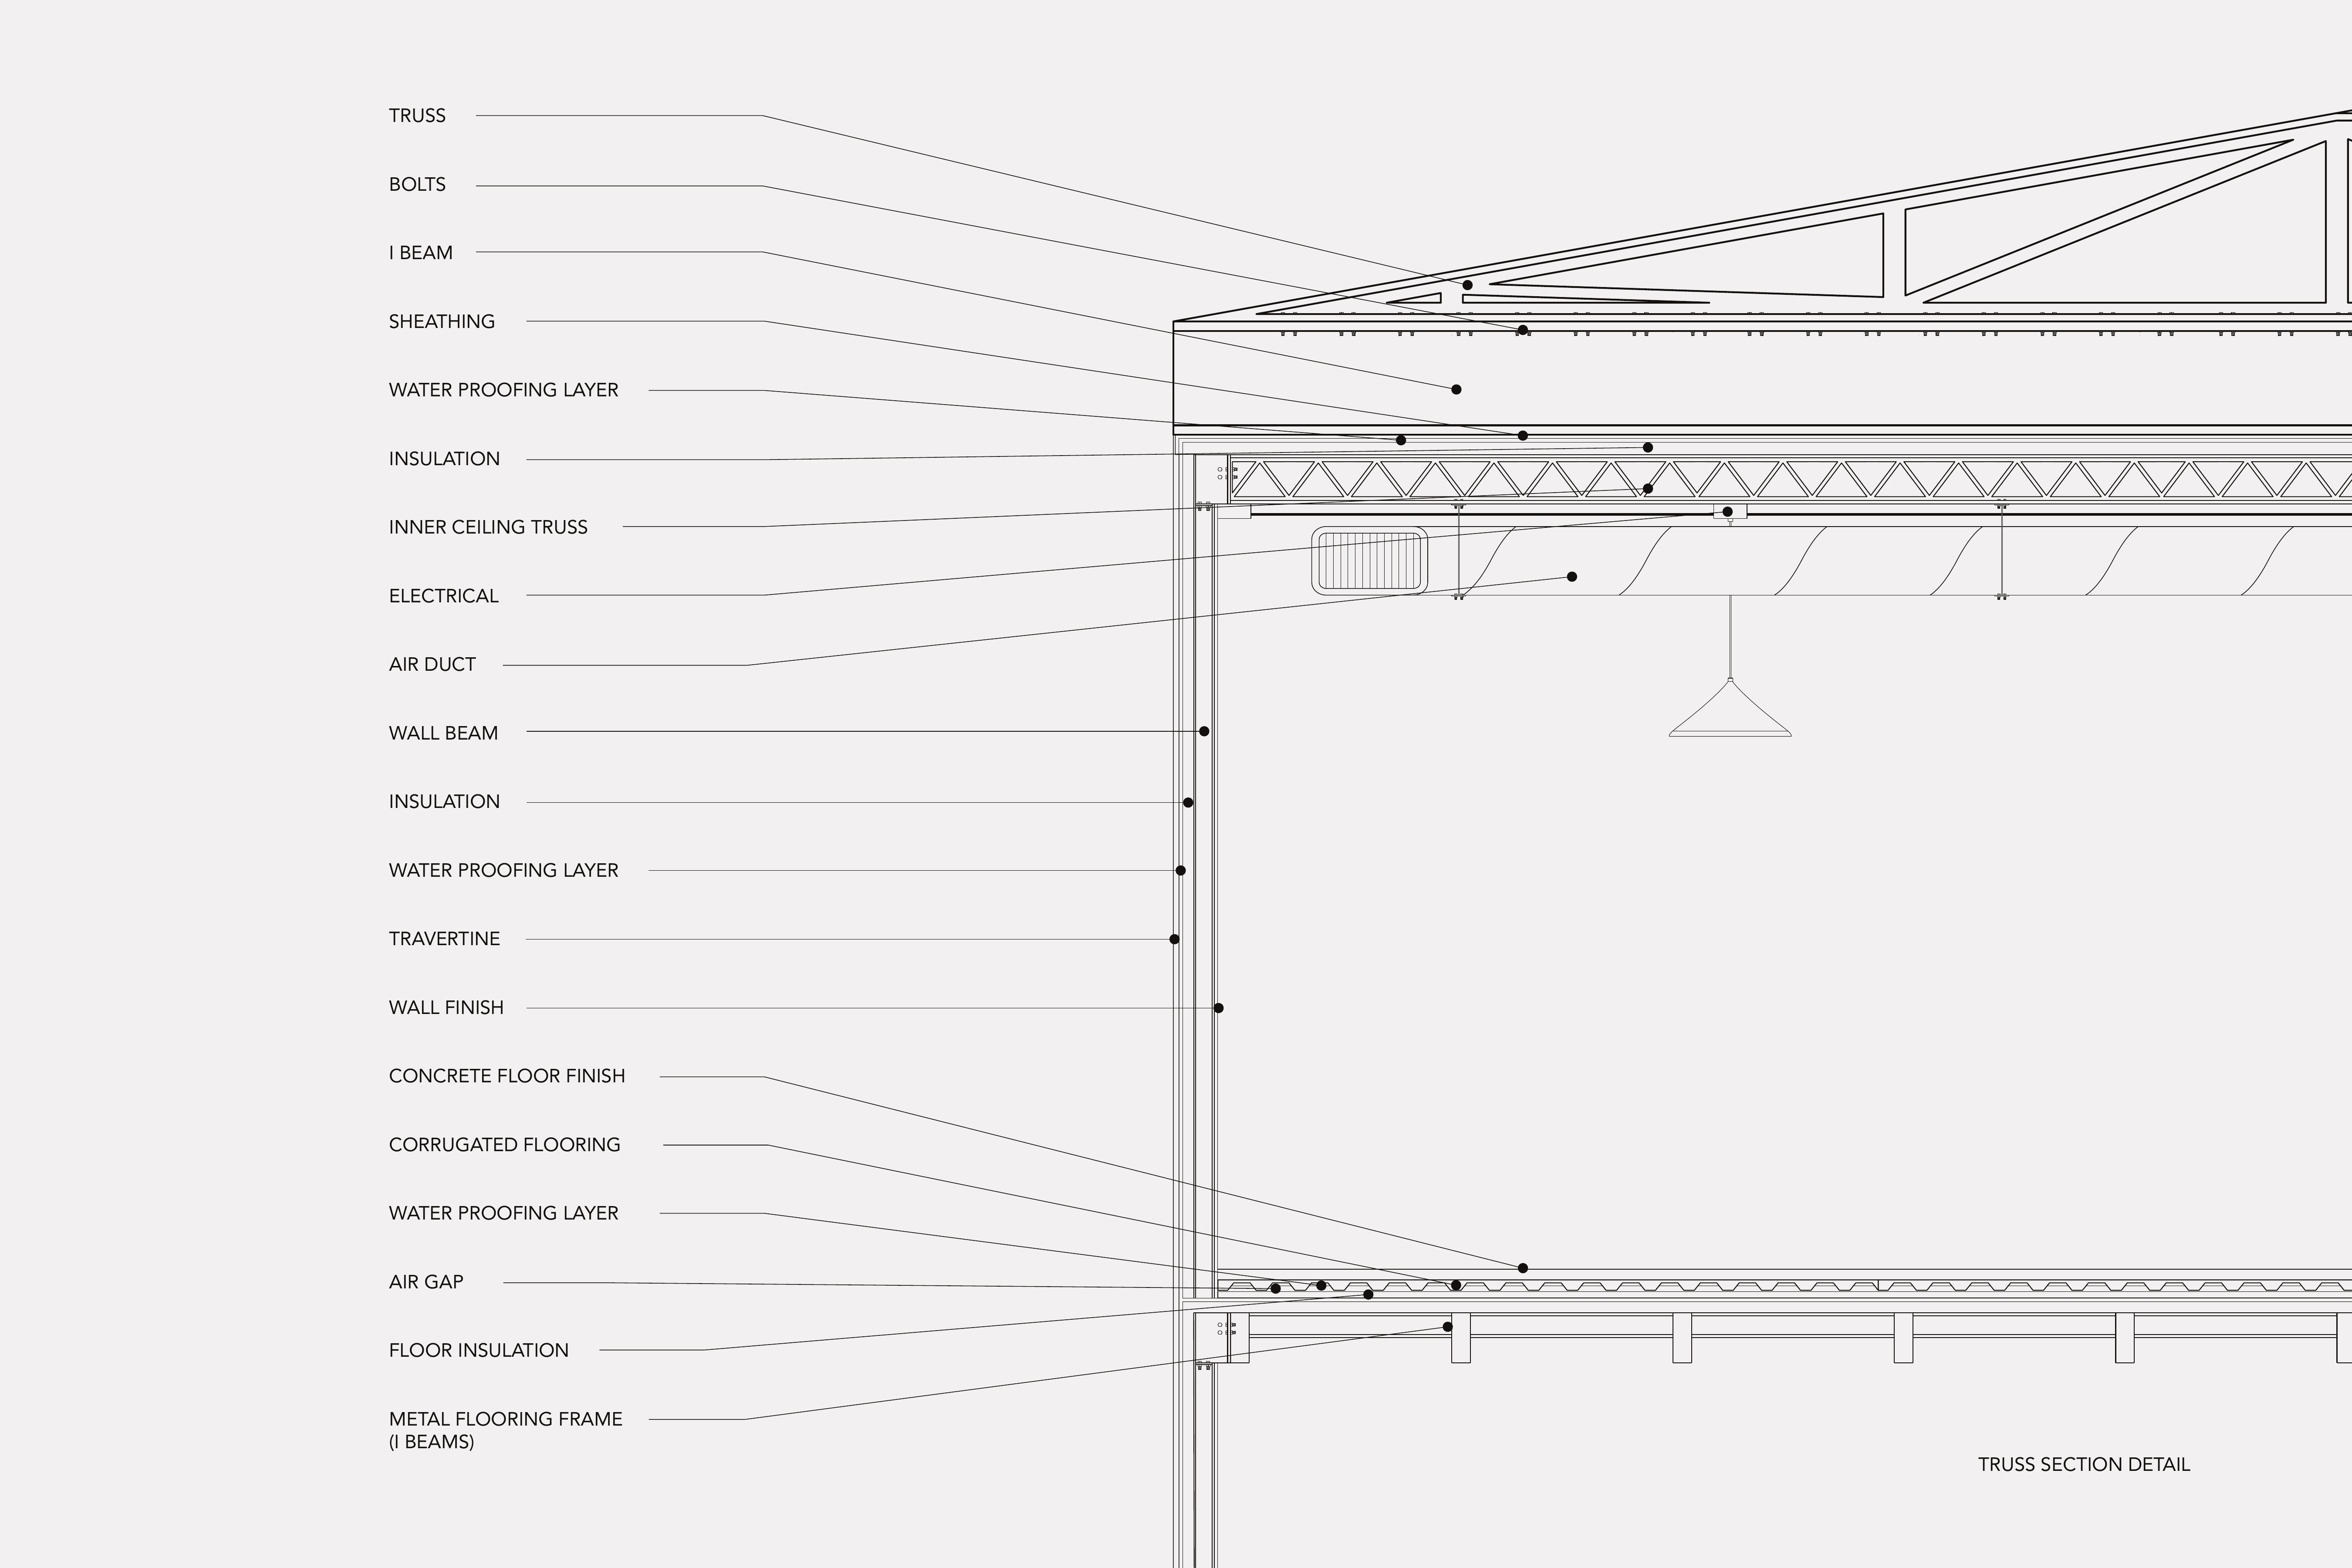 TRUSS
BOLTS
I BEAM
SHEATHING
WATER PROOFING LAYER
INSULATION
INNER CEILING TRUSS
ELECTRICAL
AIR DUCT
WALL BEAM
INSULATION
WATER PROOFING LAYER
TRAVERTINE
WALL FINISH
CONCRETE FLOOR FINISH
CORRUGATED FLOORING
WATER PROOFING LAYER
AIR GAP
FLOOR INSULATION
METAL FLOORING FRAME
(I BEAMS)
TRUSS SECTION DETAIL